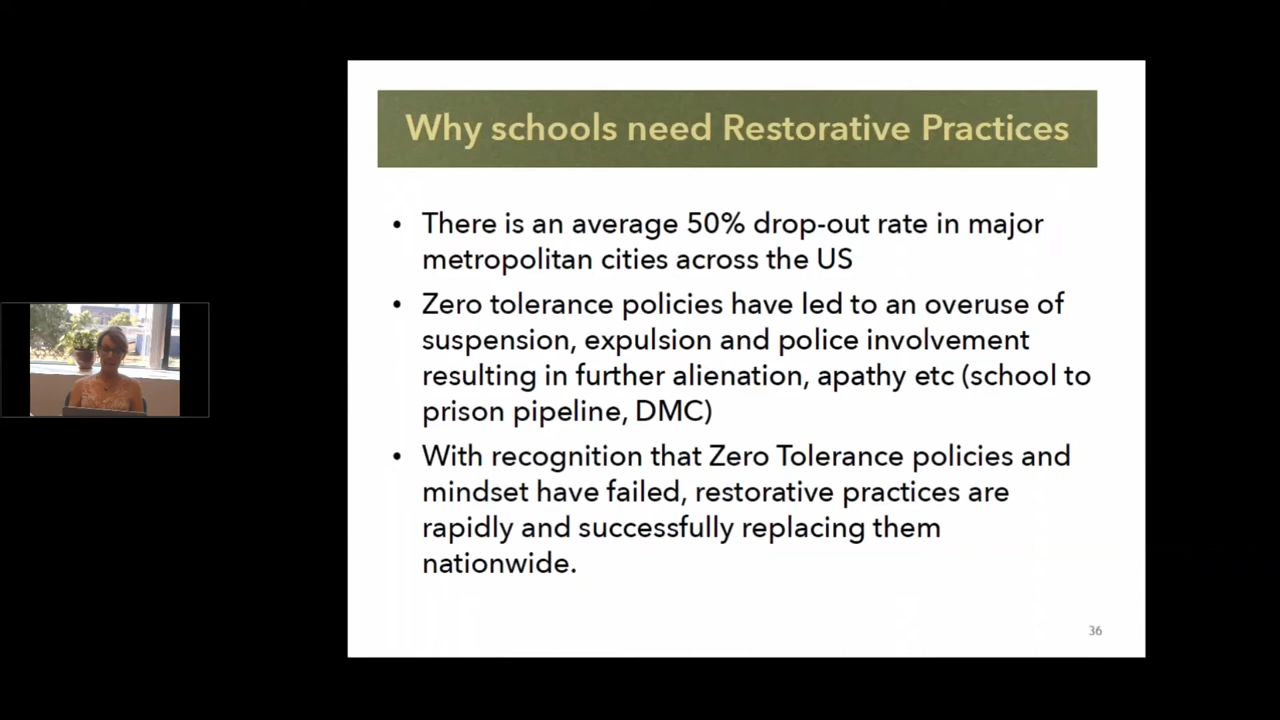 Why schools need Restorative Practices
• There is an average 50% drop-out rate in major
metropolitan cities across the US
• Zero tolerance policies have led to an overuse of
suspension, expulsion and police involvement
resulting in further alienation, apathy etc (school to
prison pipeline, DMC)
• With recognition that Zero Tolerance policies and
mindset have failed, restorative practices are
rapidly and successfully replacing them
nationwide.
36